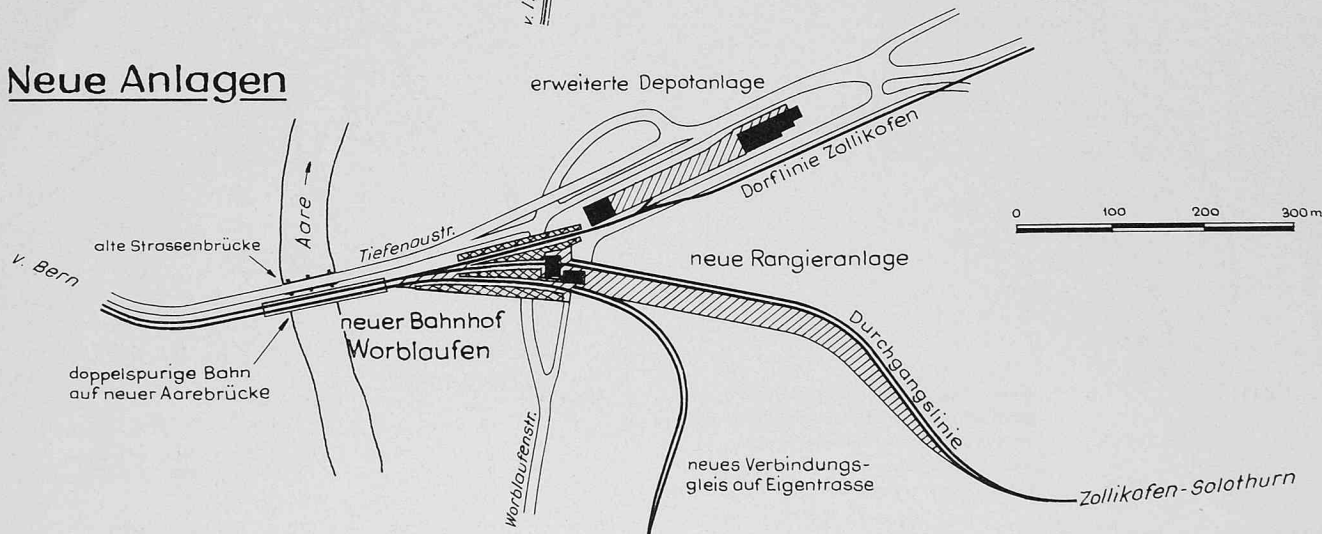 Neue Anlagen
erweiterte Depotanlage
Dorflinie Zollikofen
Aare
alte Strassenbrücke
Tiefenaustr.
v. Bern
0 100 200 300 m
neue Rangieranlage
neuer Bahnhof
Worblaufen
Durchgangslinie
doppelspurige Bahn
auf neuer Aarebrücke
Worblaufenstr.
neues Verbindungs-
gleis auf Eigentrasse
Zollikofen-Solothurn